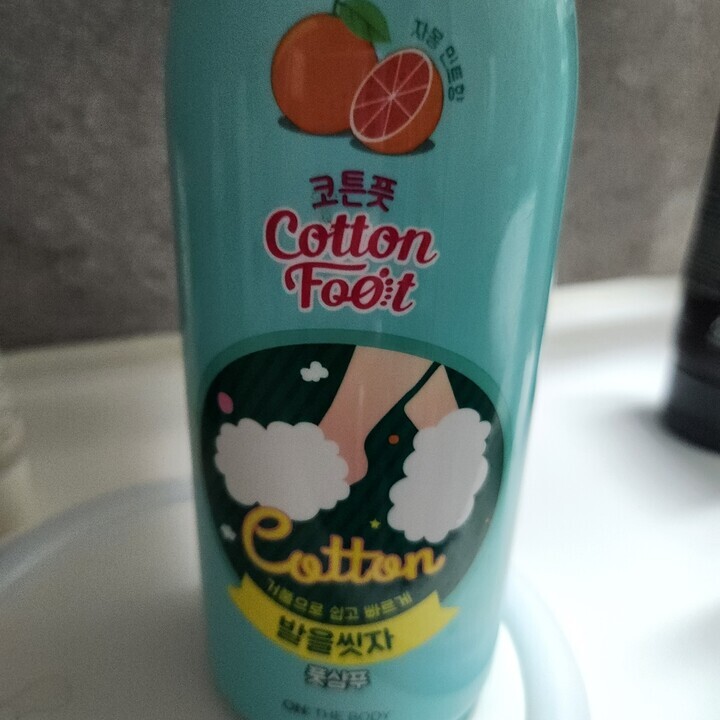 자몽 민트향
코튼풋
Cotton
Foot
Cotton
거품으로 쉽고 빠르게
발을씻자
풋샴푸
ON: THE BODY